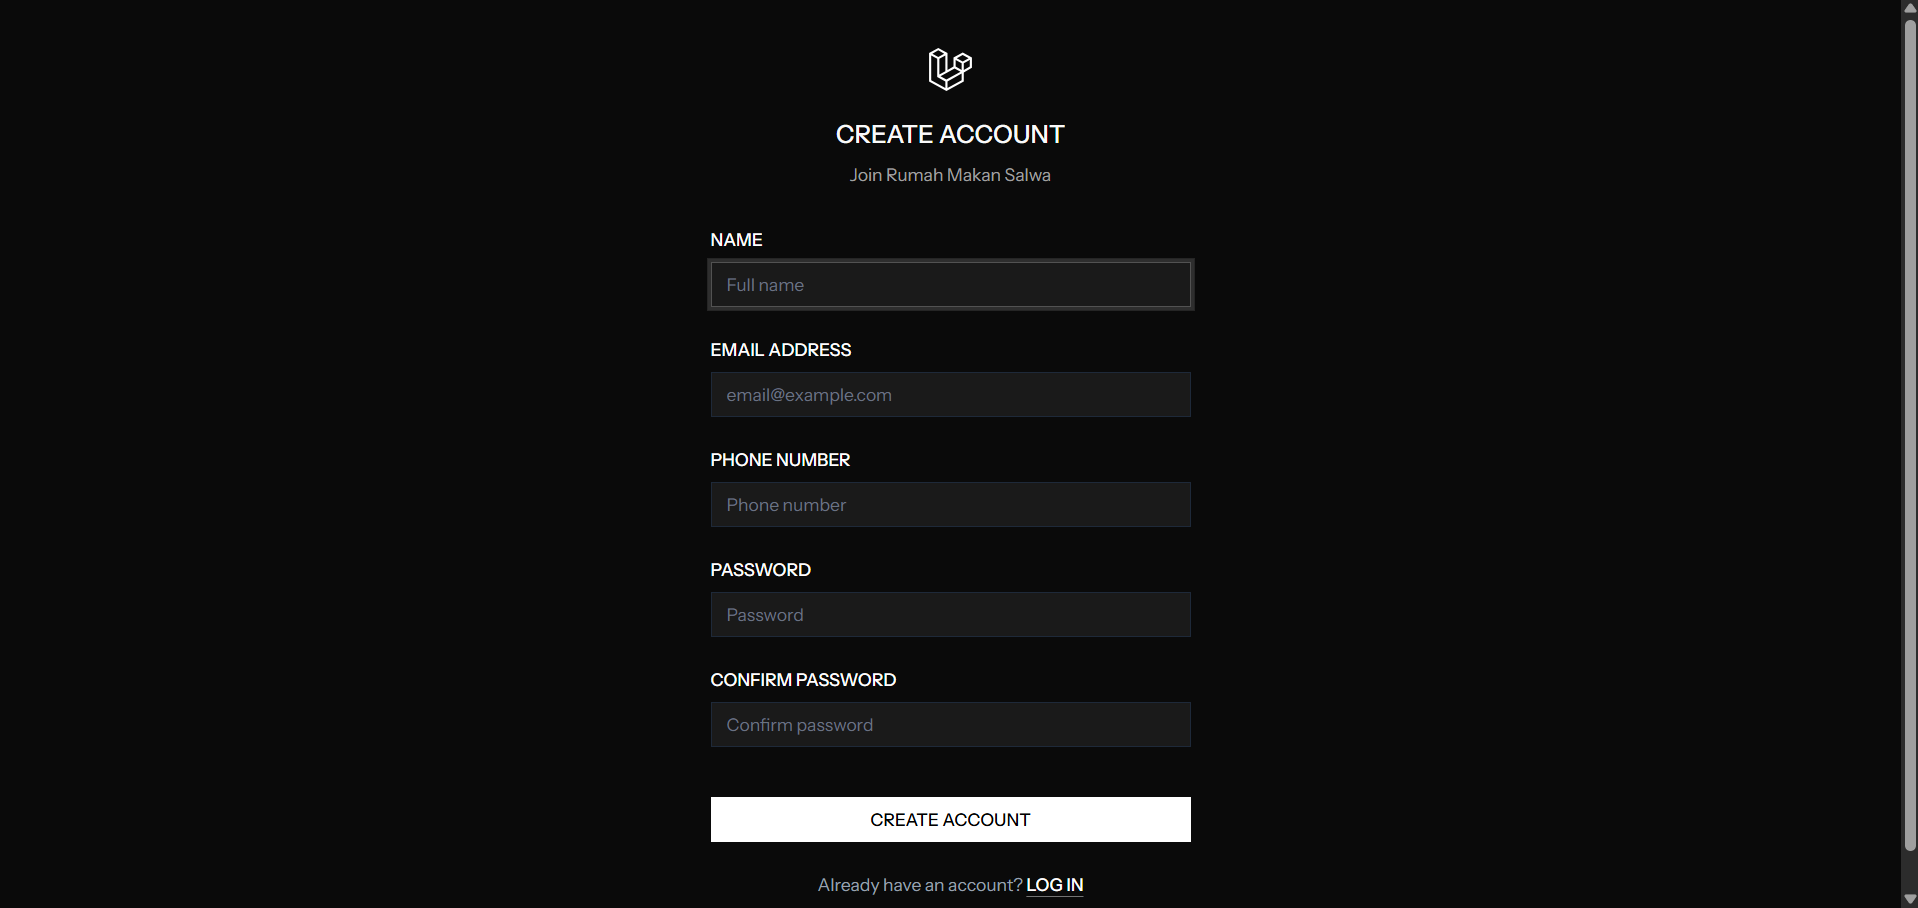 CREATE ACCOUNT
Join Rumah Makan Salwa
NAME
Full name
EMAIL ADDRESS
email@example.com
PHONE NUMBER
Phone number
PASSWORD
Password
CONFIRM PASSWORD
Confirm password
CREATE ACCOUNT
Already have an account? LOG IN